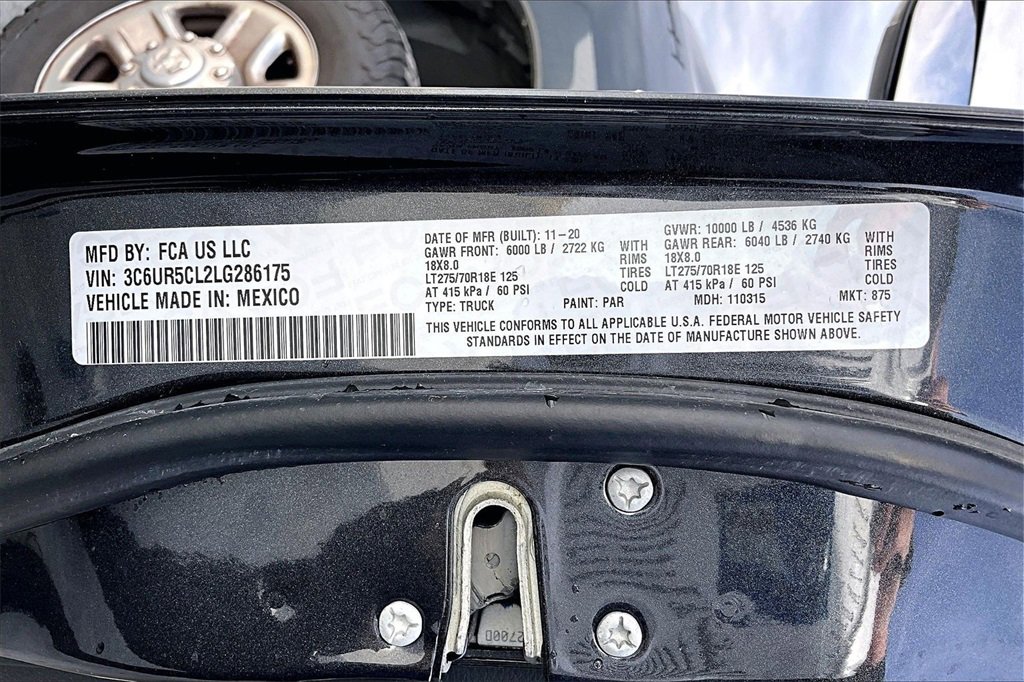 MFD BY: FCA US LLC
VIN: 3C6UR5CL2LG286175
VEHICLE MADE IN: MEXICO
DATE OF MFR (BUILT): 11-20
GAWR FRONT: 6000 LB / 2722 KG
18X8.0
LT275/70R18E 125
AT 415 kPa / 60 PSI
WITH
RIMS
TIRES
COLD
TYPE: TRUCK
PAINT: PAR
GVWR: 10000 LB / 4536 KG
GAWR REAR: 6040 LB / 2740 KG
18X8.0
LT275/70R18E 125
AT 415 kPa / 60 PSI
WITH
RIMS
TIRES
COLD
MDH: 110315
MKT: 875
THIS VEHICLE CONFORMS TO ALL APPLICABLE U.S.A. FEDERAL MOTOR VEHICLE SAFETY
STANDARDS IN EFFECT ON THE DATE OF MANUFACTURE SHOWN ABOVE.
2700D